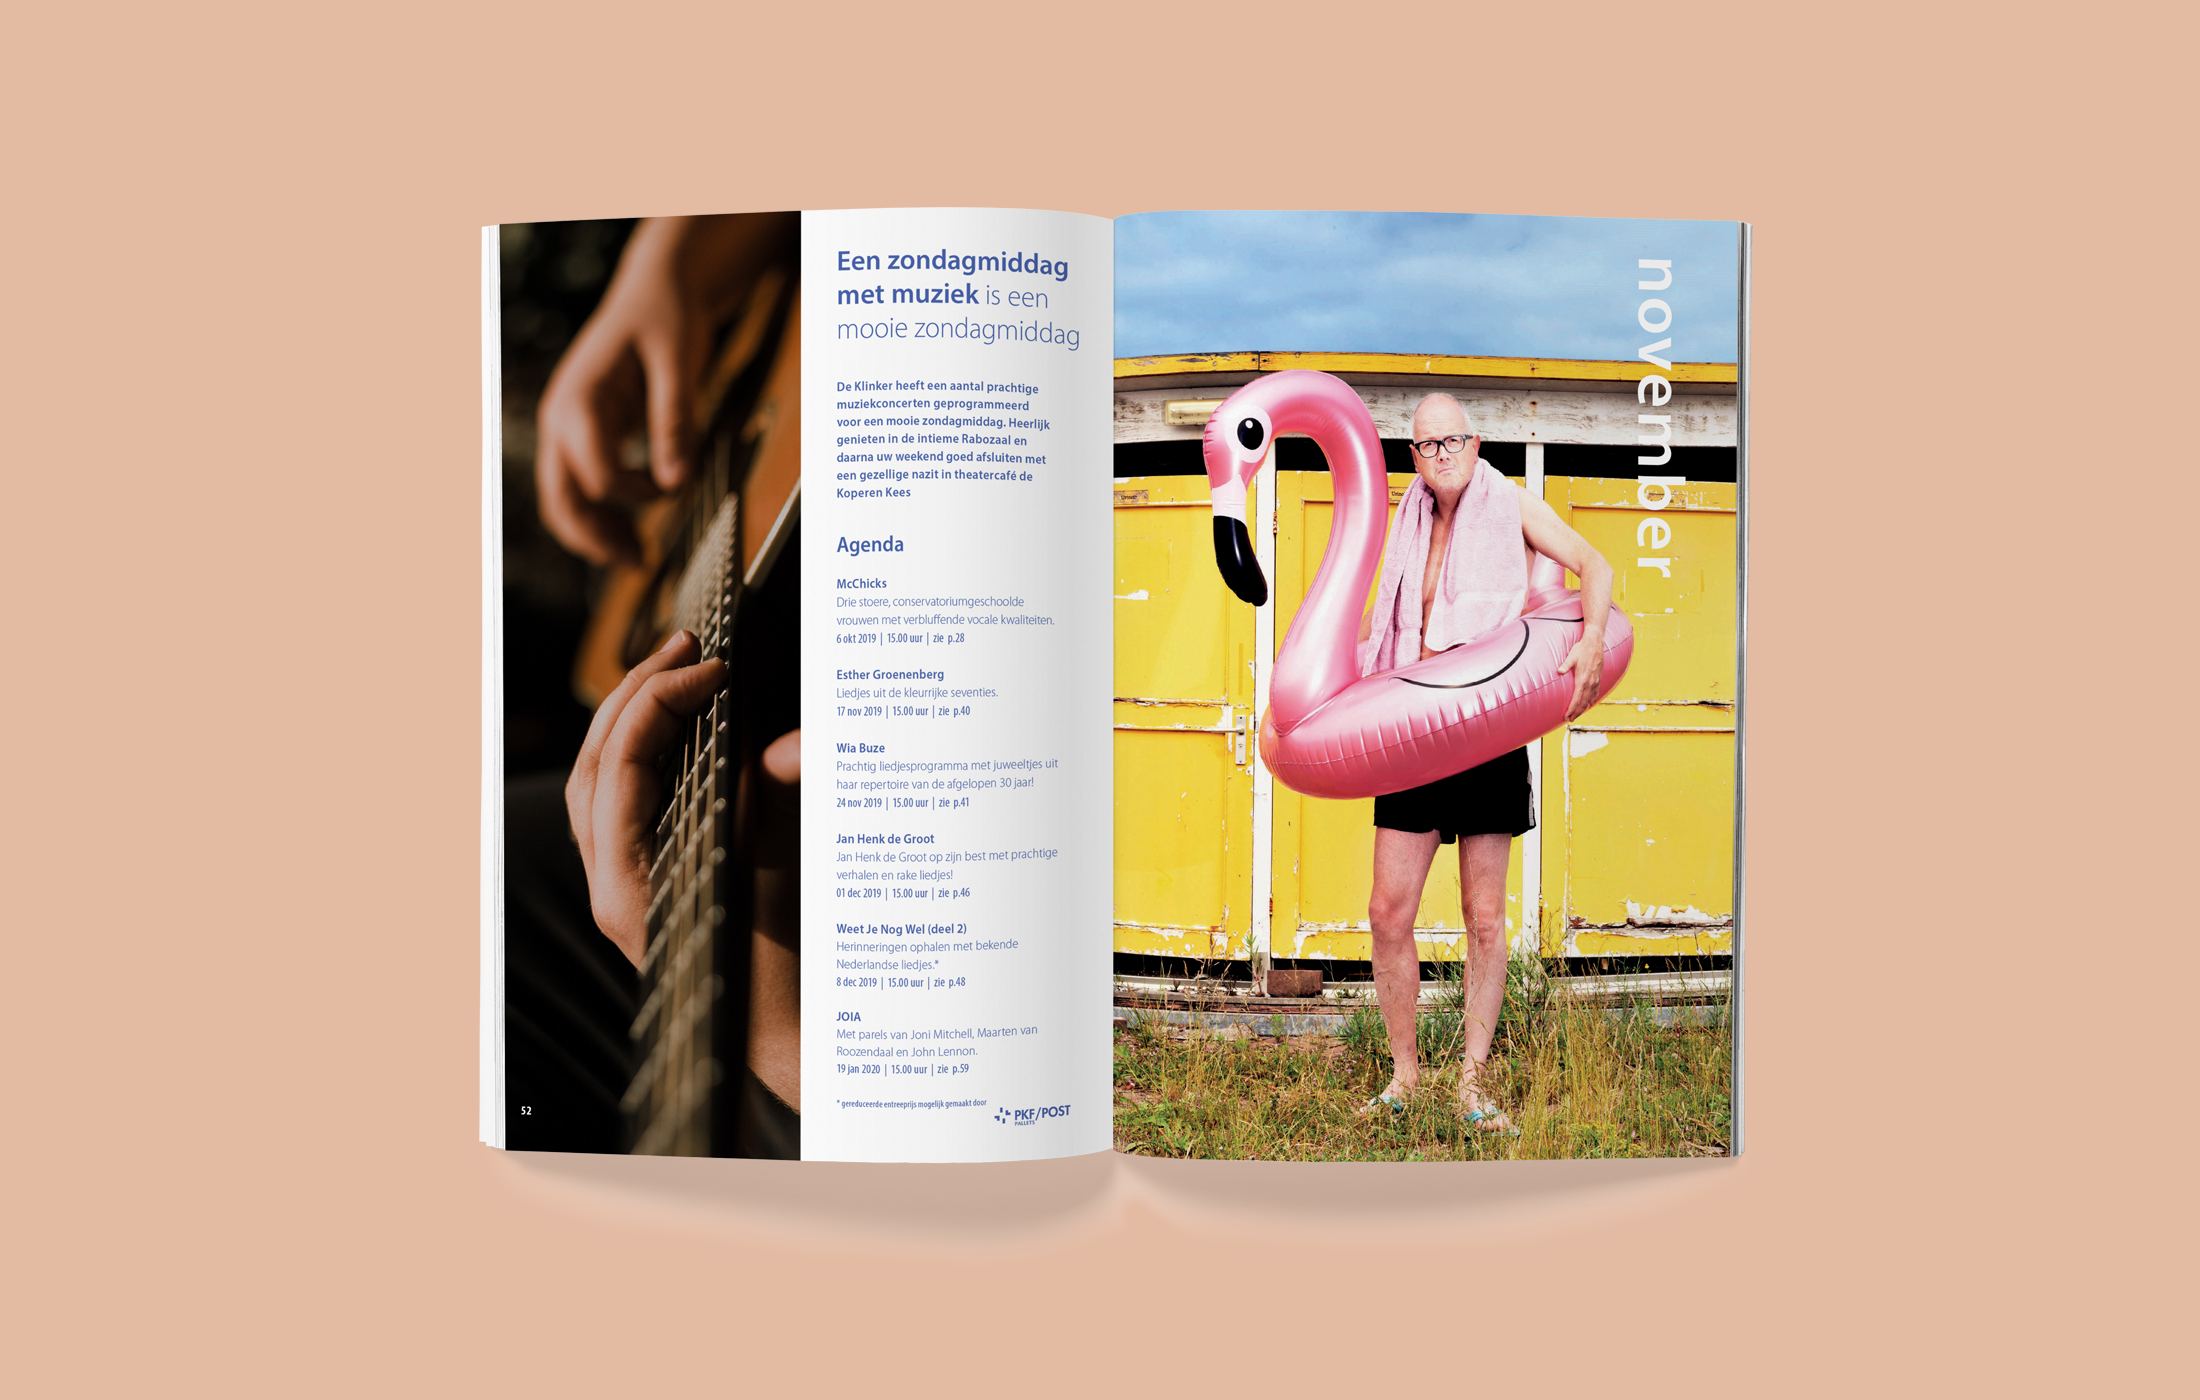 Een zondagmiddag
met muziek is een
mooie zondagmiddag
De Klinker heeft een aantal prachtige
muziekconcerten geprogrammeerd
voor een mooie zondagmiddag. Heerlijk
genieten in de intieme Rabozaal en
daarna uw weekend goed afsluiten met
een gezellige nazit in theatercafé de
Koperen Kees
Agenda
McChicks
Drie stoere, conservatoriumgeschoolde
vrouwen met verbluffende vocale kwaliteiten.
6 okt 2019 | 15.00 uur | zie p.28
Esther Groenenberg
Liedjes uit de kleurrijke seventies.
17 nov 2019 | 15.00 uur | zie p.40
Wia Buze
Prachtig liedjesprogramma met juweeltjes uit
haar repertoire van de afgelopen 30 jaar!
24 nov 2019 | 15.00 uur | zie p.41
Jan Henk de Groot
Jan Henk de Groot op zijn best met prachtige
verhalen en rake liedjes!
01 dec 2019 | 15.00 uur | zie p.46
Weet Je Nog Wel (deel 2)
Herinneringen ophalen met bekende
Nederlandse liedjes.*
8 dec 2019 | 15.00 uur | zie p.48
JOIA
Met parels van Joni Mitchell, Maarten van
Roozendaal en John Lennon.
19 jan 2020 | 15.00 uur | zie p.59
* gereduceerde entreeprijs mogelijk gemaakt door
PKF/POST
PALLETS
52
november